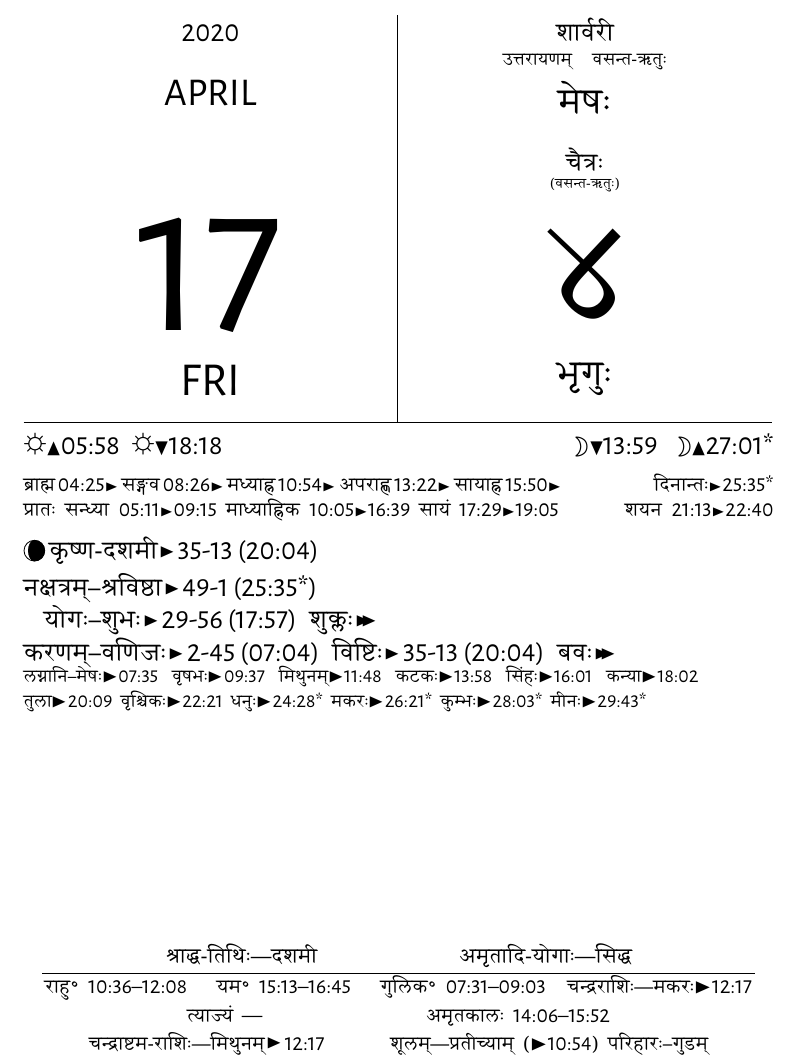 2020
APRIL
17
FRI
शार्वरी
उत्तरायणम् वसन्त-ऋतुः
मेषः
चैत्रः
(वसन्त-ऋतुः)
४
भृगुः
☼▲05:58 ☼▼18:18 ☽▼13:59 ☽▲27:01*
ब्राह्म 04:25► सङ्गव 08:26► मध्याह्न 10:54► अपराह्ण 13:22► सायाह्न 15:50► दिनान्तः►25:35*
प्रातः सन्ध्या 05:11►09:15 माध्याह्निक 10:05►16:39 सायं 17:29►19:05 शयन 21:13►22:40
कृष्ण-दशमी►35-13 (20:04)
नक्षत्रम्–श्रविष्ठा►49-1 (25:35*)
योगः–शुभः►29-56 (17:57) शुक्लः►►
करणम्–वणिजः►2-45 (07:04) विष्टिः►35-13 (20:04) बवः►►
लग्नानि–मेषः►07:35 वृषभः►09:37 मिथुनम्►11:48 कटकः►13:58 सिंहः►16:01 कन्या►18:02
तुला►20:09 वृश्चिकः►22:21 धनुः►24:28* मकरः►26:21* कुम्भः►28:03* मीनः►29:43*
श्राद्ध-तिथिः—दशमी अमृतादि-योगाः—सिद्ध
राहु° 10:36–12:08 यम° 15:13–16:45 गुलिक° 07:31–09:03 चन्द्रराशिः—मकरः►12:17
त्याज्यं — अमृतकालः 14:06–15:52
चन्द्राष्टम-राशिः—मिथुनम्►12:17 शूलम्—प्रतीच्याम् (►10:54) परिहारः–गुडम्